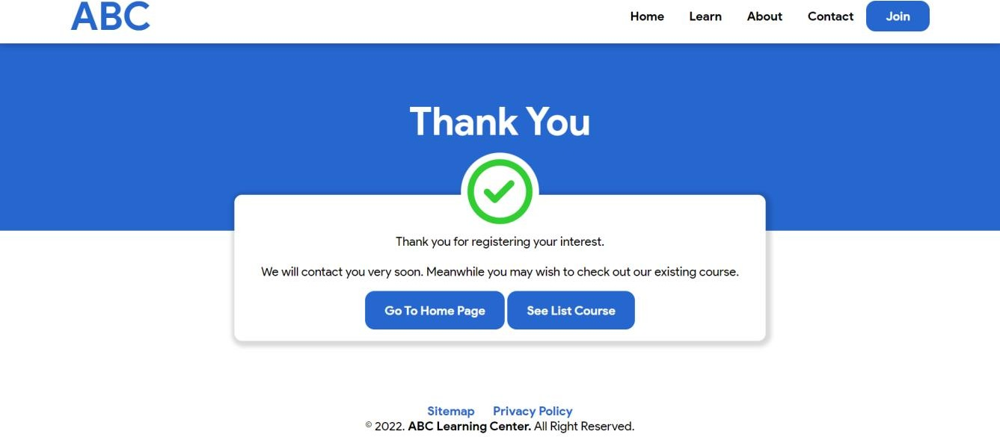 ABC
Home Learn About Contact Join
Thank You
Thank you for registering your interest.
We will contact you very soon. Meanwhile you may wish to check out our existing course.
Go To Home Page See List Course
Sitemap Privacy Policy
© 2022. ABC Learning Center. All Right Reserved.